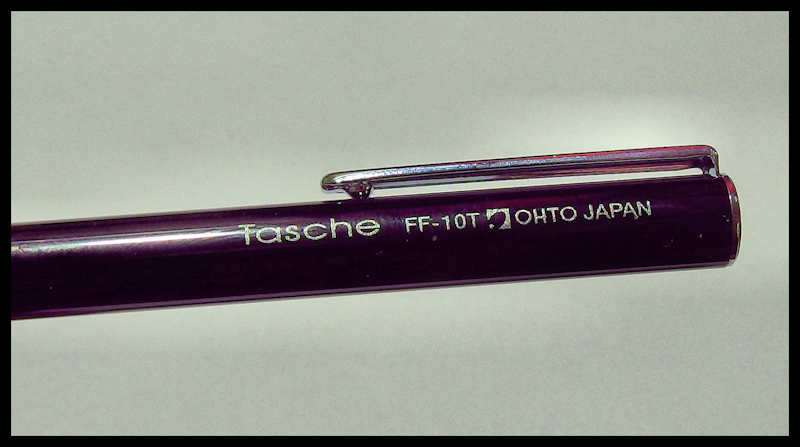 Tasche FF-10T OHTO JAPAN